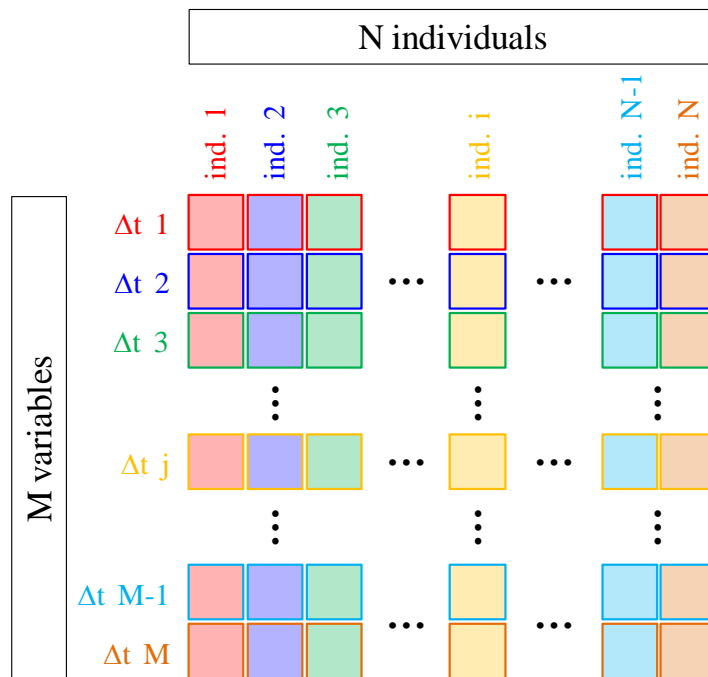 N individuals
ind. 1
ind. 2
ind. 3
ind. i
ind. N-1
ind. N
M variables
Δt 1
Δt 2
... ...
Δt 3
... ... ...
Δt j
... ...
... ... ...
Δt M-1
... ...
Δt M